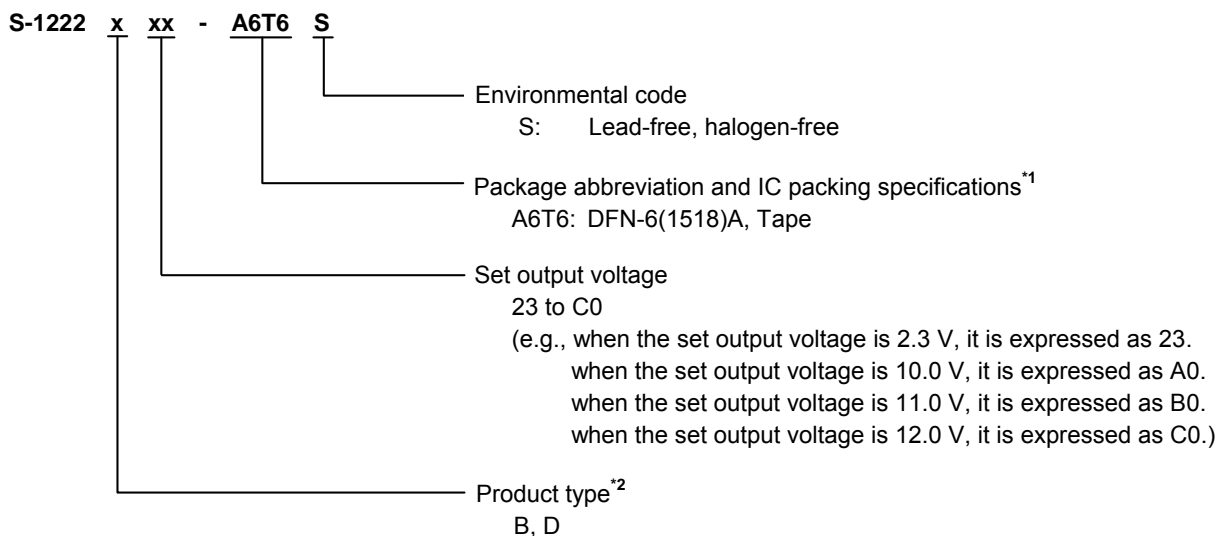 S-1222 x xx - A6T6 S
Environmental code
S: Lead-free, halogen-free
Package abbreviation and IC packing specifications*1
A6T6: DFN-6(1518)A, Tape
Set output voltage
23 to C0
(e.g., when the set output voltage is 2.3 V, it is expressed as 23.
when the set output voltage is 10.0 V, it is expressed as A0.
when the set output voltage is 11.0 V, it is expressed as B0.
when the set output voltage is 12.0 V, it is expressed as C0.)
Product type*2
B, D